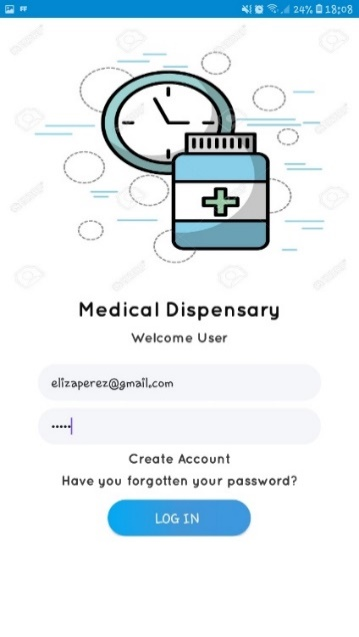 24% 18:08
Medical Dispensary
Welcome User
elizaperez@gmail.com
•••••
Create Account
Have you forgotten your password?
LOG IN